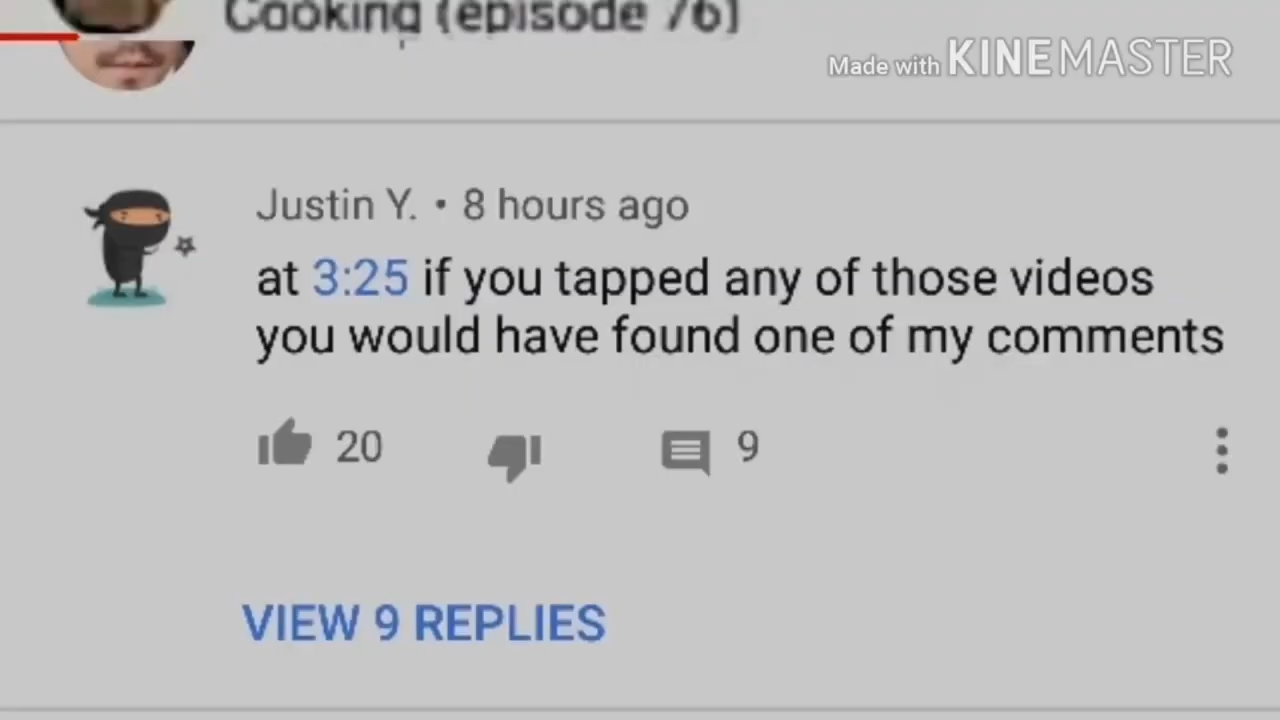 Cooking (episode 76)
Made with KINEMASTER
Justin Y. • 8 hours ago
at 3:25 if you tapped any of those videos
you would have found one of my comments
20
9
VIEW 9 REPLIES